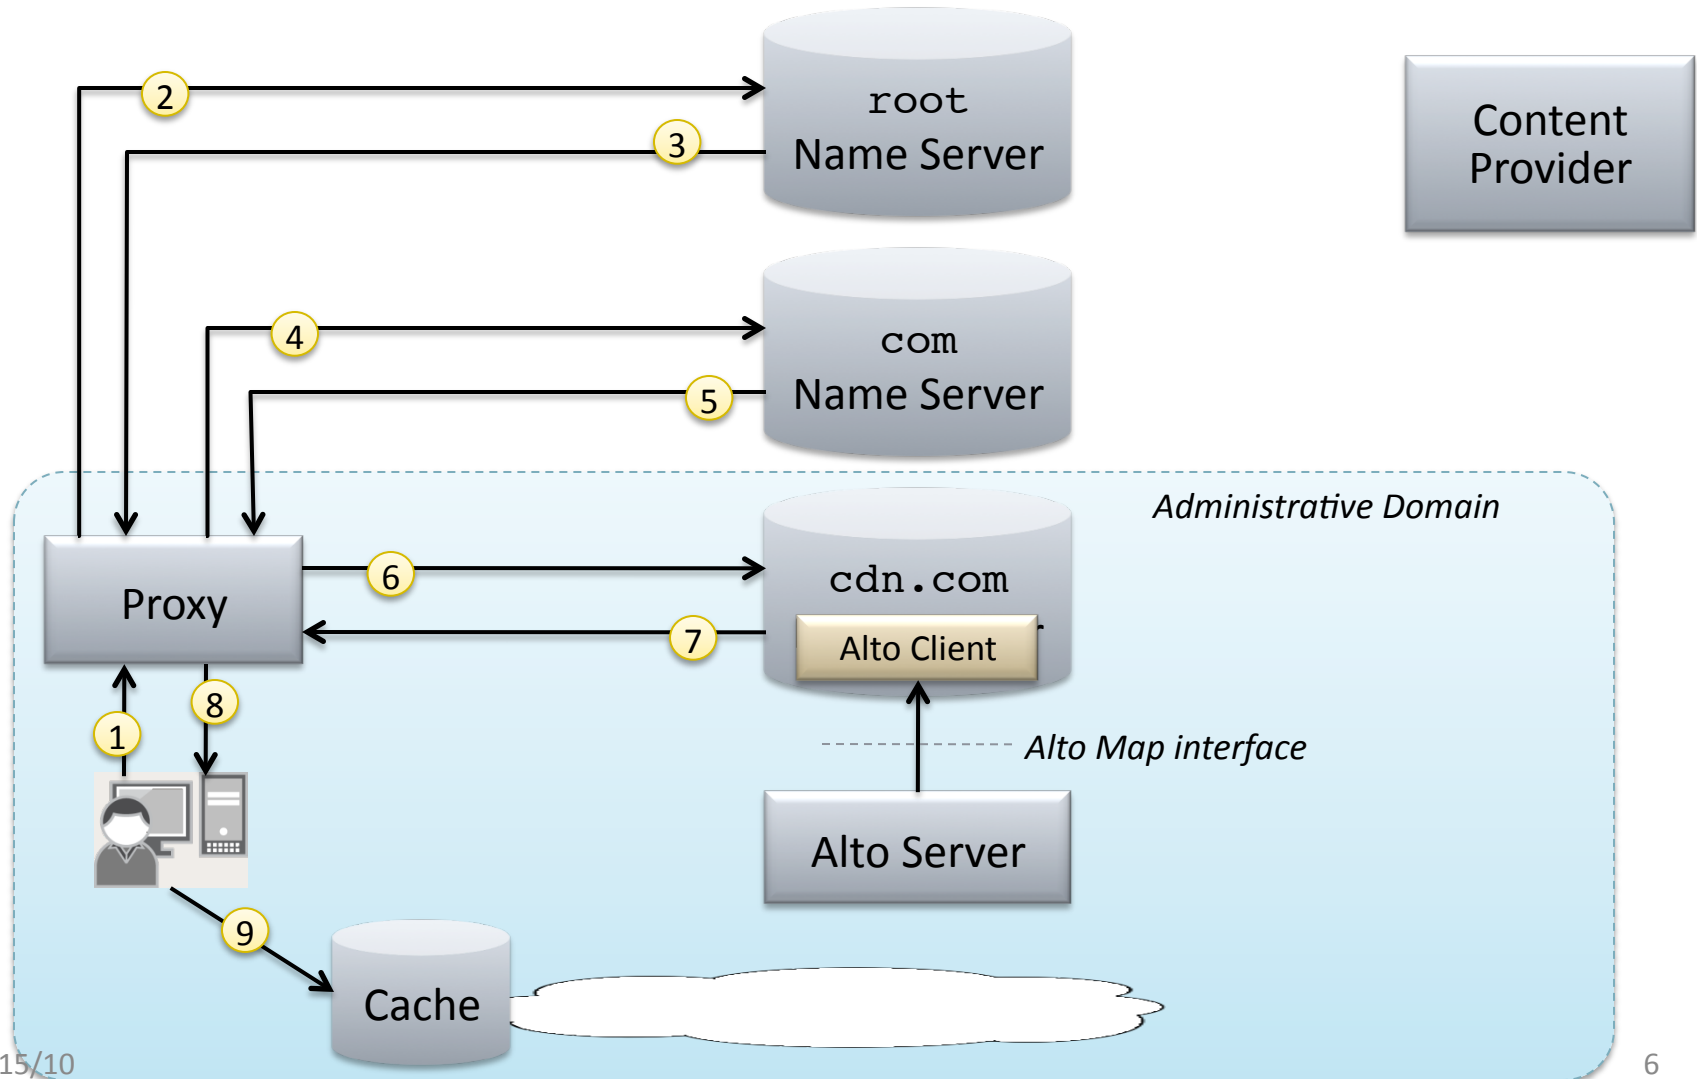 2
root
Name Server
3
Content
Provider
4
com
Name Server
5
Administrative Domain
6
cdn.com
Proxy
7
Alto Client
8
1
Alto Map interface
Alto Server
9
Cache
15/10
6